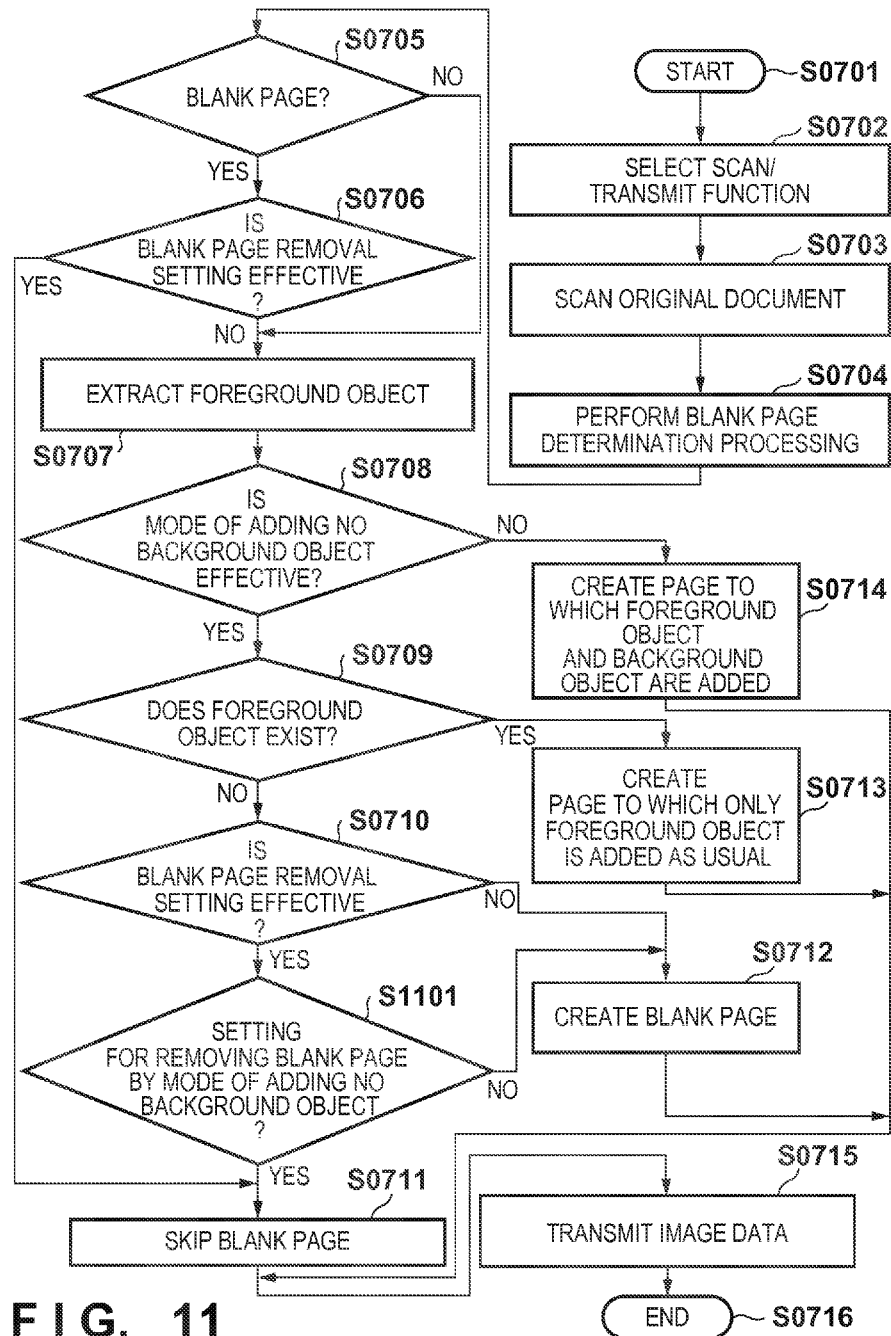 START
S0701
S0702
SELECT SCAN/
TRANSMIT FUNCTION
S0703
SCAN ORIGINAL DOCUMENT
S0704
PERFORM BLANK PAGE
DETERMINATION PROCESSING
S0705
BLANK PAGE?
NO
YES
S0706
IS
BLANK PAGE REMOVAL
SETTING EFFECTIVE
?
YES
NO
EXTRACT FOREGROUND OBJECT
S0707
S0708
IS
MODE OF ADDING NO
BACKGROUND OBJECT
EFFECTIVE?
NO
YES
CREATE PAGE TO
WHICH FOREGROUND
OBJECT
AND BACKGROUND
OBJECT ARE ADDED
S0714
S0709
DOES FOREGROUND
OBJECT EXIST?
YES
NO
CREATE
PAGE TO WHICH ONLY
FOREGROUND OBJECT
IS ADDED AS USUAL
S0713
S0710
IS
BLANK PAGE REMOVAL
SETTING EFFECTIVE
?
NO
YES
S0712
CREATE BLANK PAGE
S1101
SETTING
FOR REMOVING BLANK PAGE
BY MODE OF ADDING NO
BACKGROUND OBJECT
?
NO
YES
S0711
SKIP BLANK PAGE
S0715
TRANSMIT IMAGE DATA
END
S0716
FIG. 11